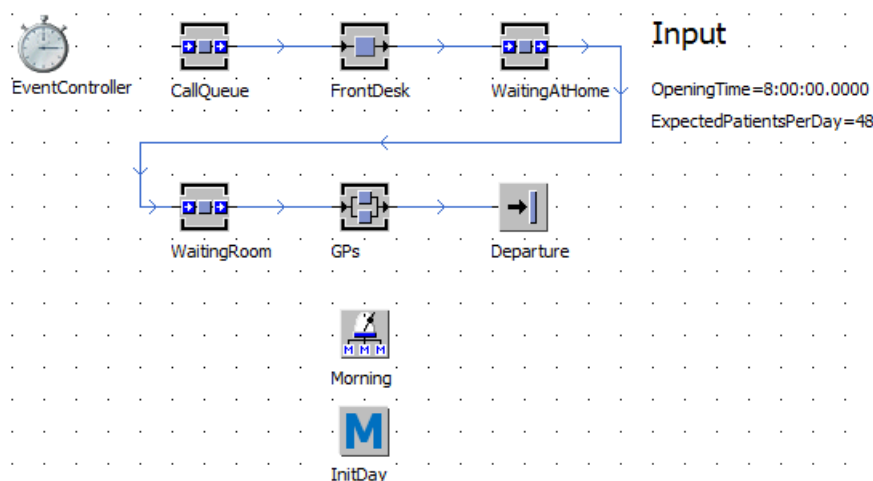 Input
EventController
CallQueue
FrontDesk
WaitingAtHome
OpeningTime=8:00:00.0000
ExpectedPatientsPerDay=48
WaitingRoom
GPs
Departure
M M M
Morning
M
InitDay